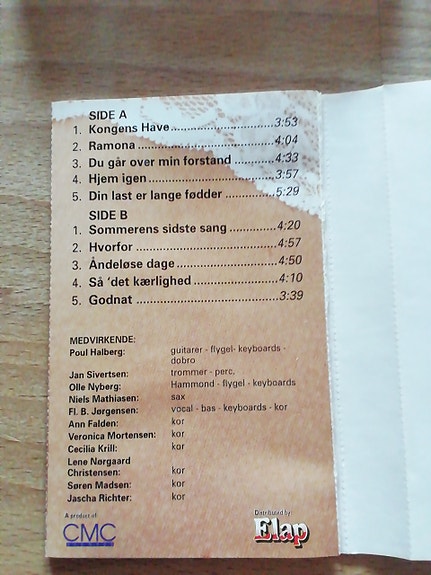 SIDE A
1. Kongens Have..........................3:53
2. Ramona..................................4:04
3. Du går over min forstand..........4:33
4. Hjem igen...............................3:57
5. Din last er lange fødder............5:29
SIDE B
1. Sommerens sidste sang............4:20
2. Hvorfor...................................4:57
3. Åndeløse dage.........................4:50
4. Så 'det kærlighed.....................4:10
5. Godnat...................................3:39
MEDVIRKENDE:
Poul Halberg: guitarer - flygel- keyboards -
dobro
Jan Sivertsen: trommer - perc.
Olle Nyberg: Hammond - flygel - keyboards
Niels Mathiasen: sax
Fl. B. Jørgensen: vocal - bas - keyboards - kor
Ann Falden: kor
Veronica Mortensen: kor
Cecilia Krill: kor
Lene Nørgaard
Christensen: kor
Søren Madsen: kor
Jascha Richter: kor
A product of: Distributed by:
CMC Elap